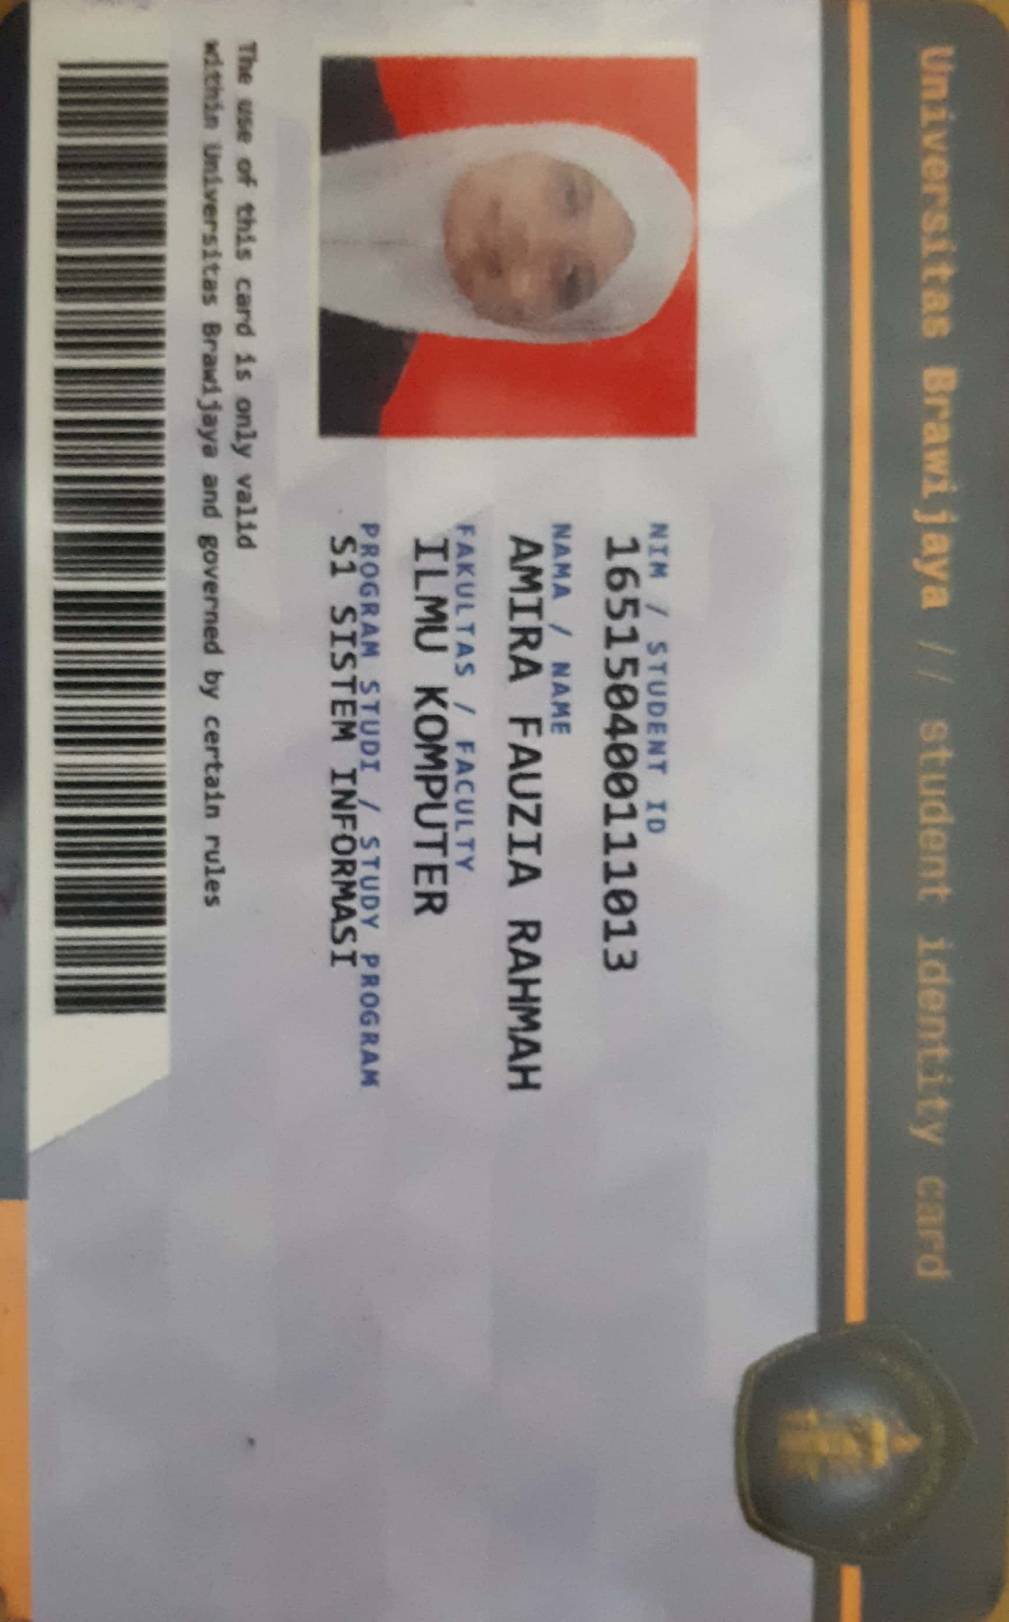 Universitas Brawijaya // student identity card
NIM / STUDENT ID
165150400111013
NAMA / NAME
AMIRA FAUZIA RAHMAH
FAKULTAS / FACULTY
ILMU KOMPUTER
PROGRAM STUDI / STUDY PROGRAM
S1 SISTEM INFORMASI
The use of this card is only valid
within Universitas Brawijaya and governed by certain rules